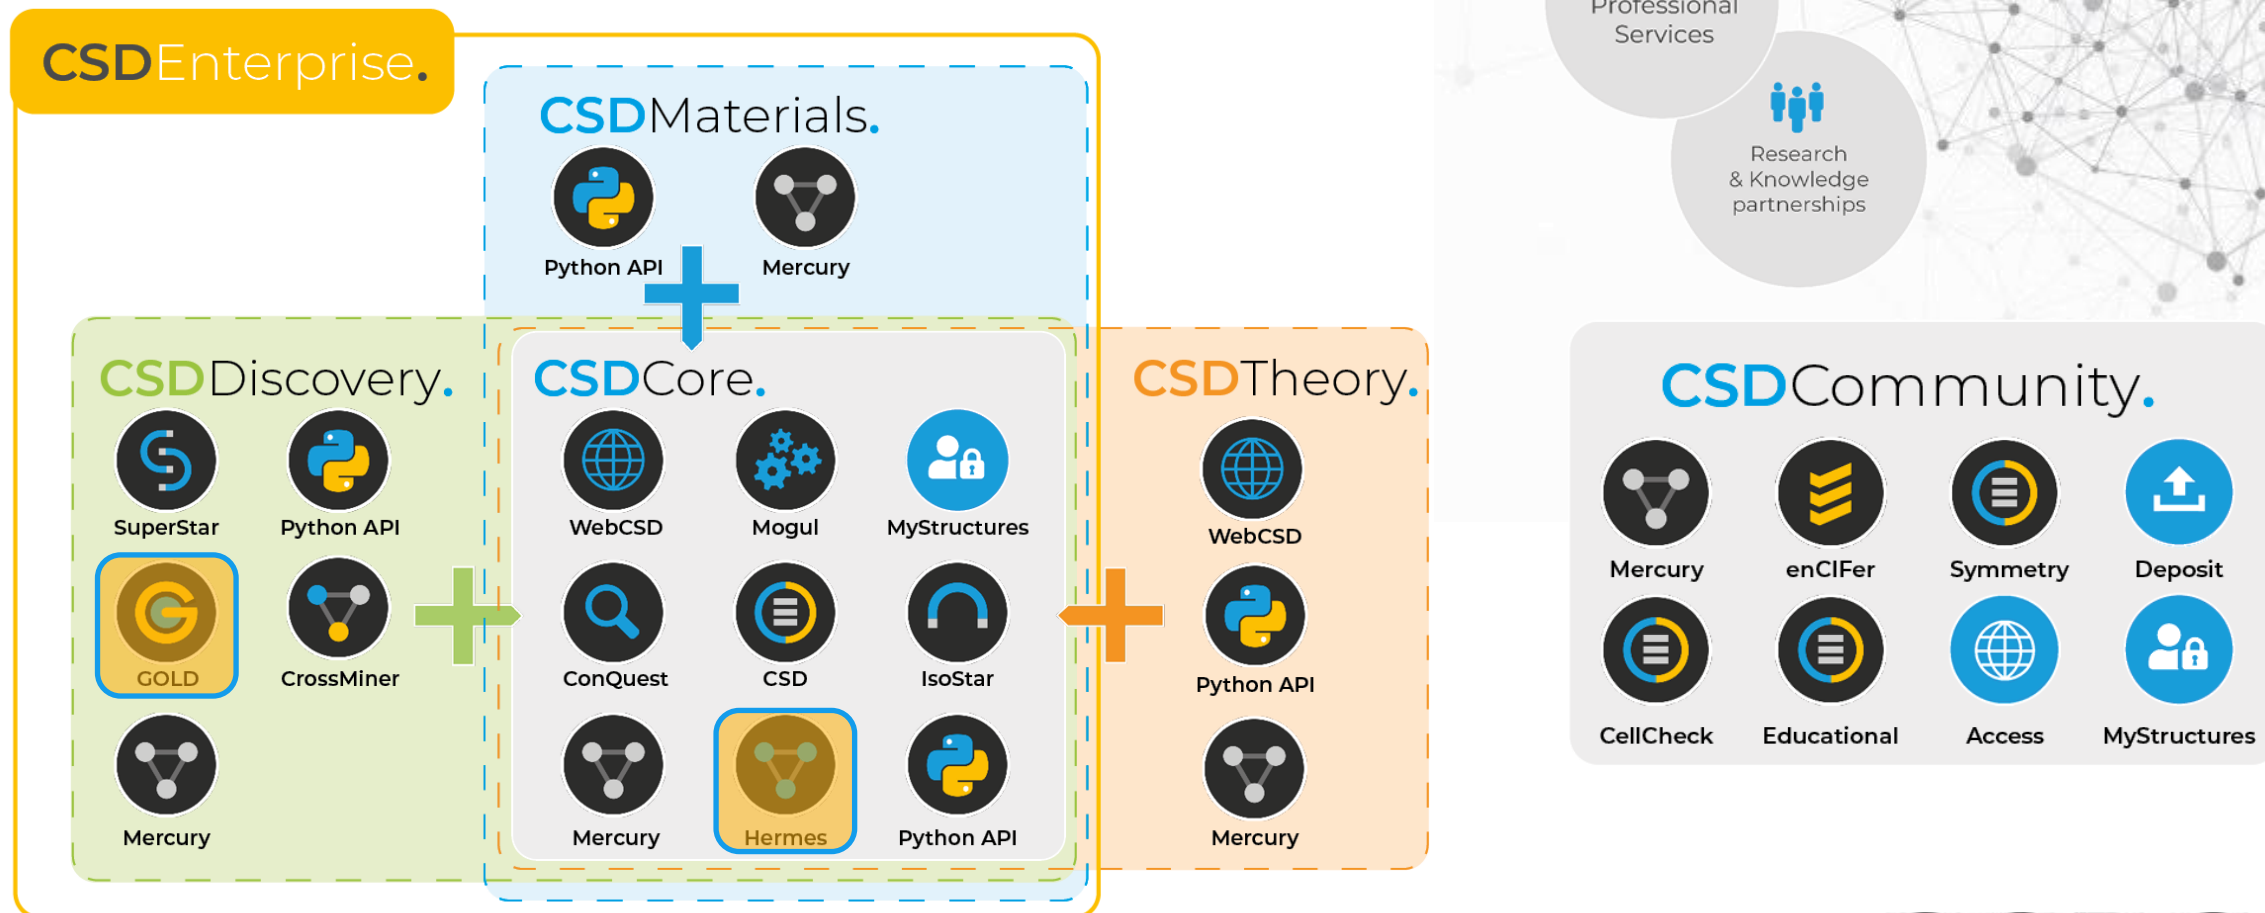 CSDEnterprise.
CSDMaterials.
Python API
Mercury
CSDDiscovery.
SuperStar
Python API
GOLD
CrossMiner
Mercury
CSDCore.
WebCSD
Mogul
MyStructures
ConQuest
CSD
IsoStar
Mercury
Hermes
Python API
CSDTheory.
WebCSD
Python API
Mercury
Professional
Services
Research
& Knowledge
partnerships
CSDCommunity.
Mercury
enCIFer
Symmetry
Deposit
CellCheck
Educational
Access
MyStructures